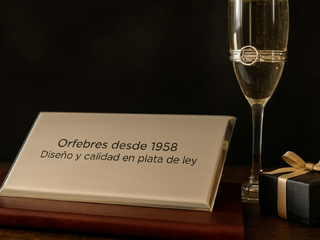 Orfebres desde 1958
Diseño y calidad en plata de ley